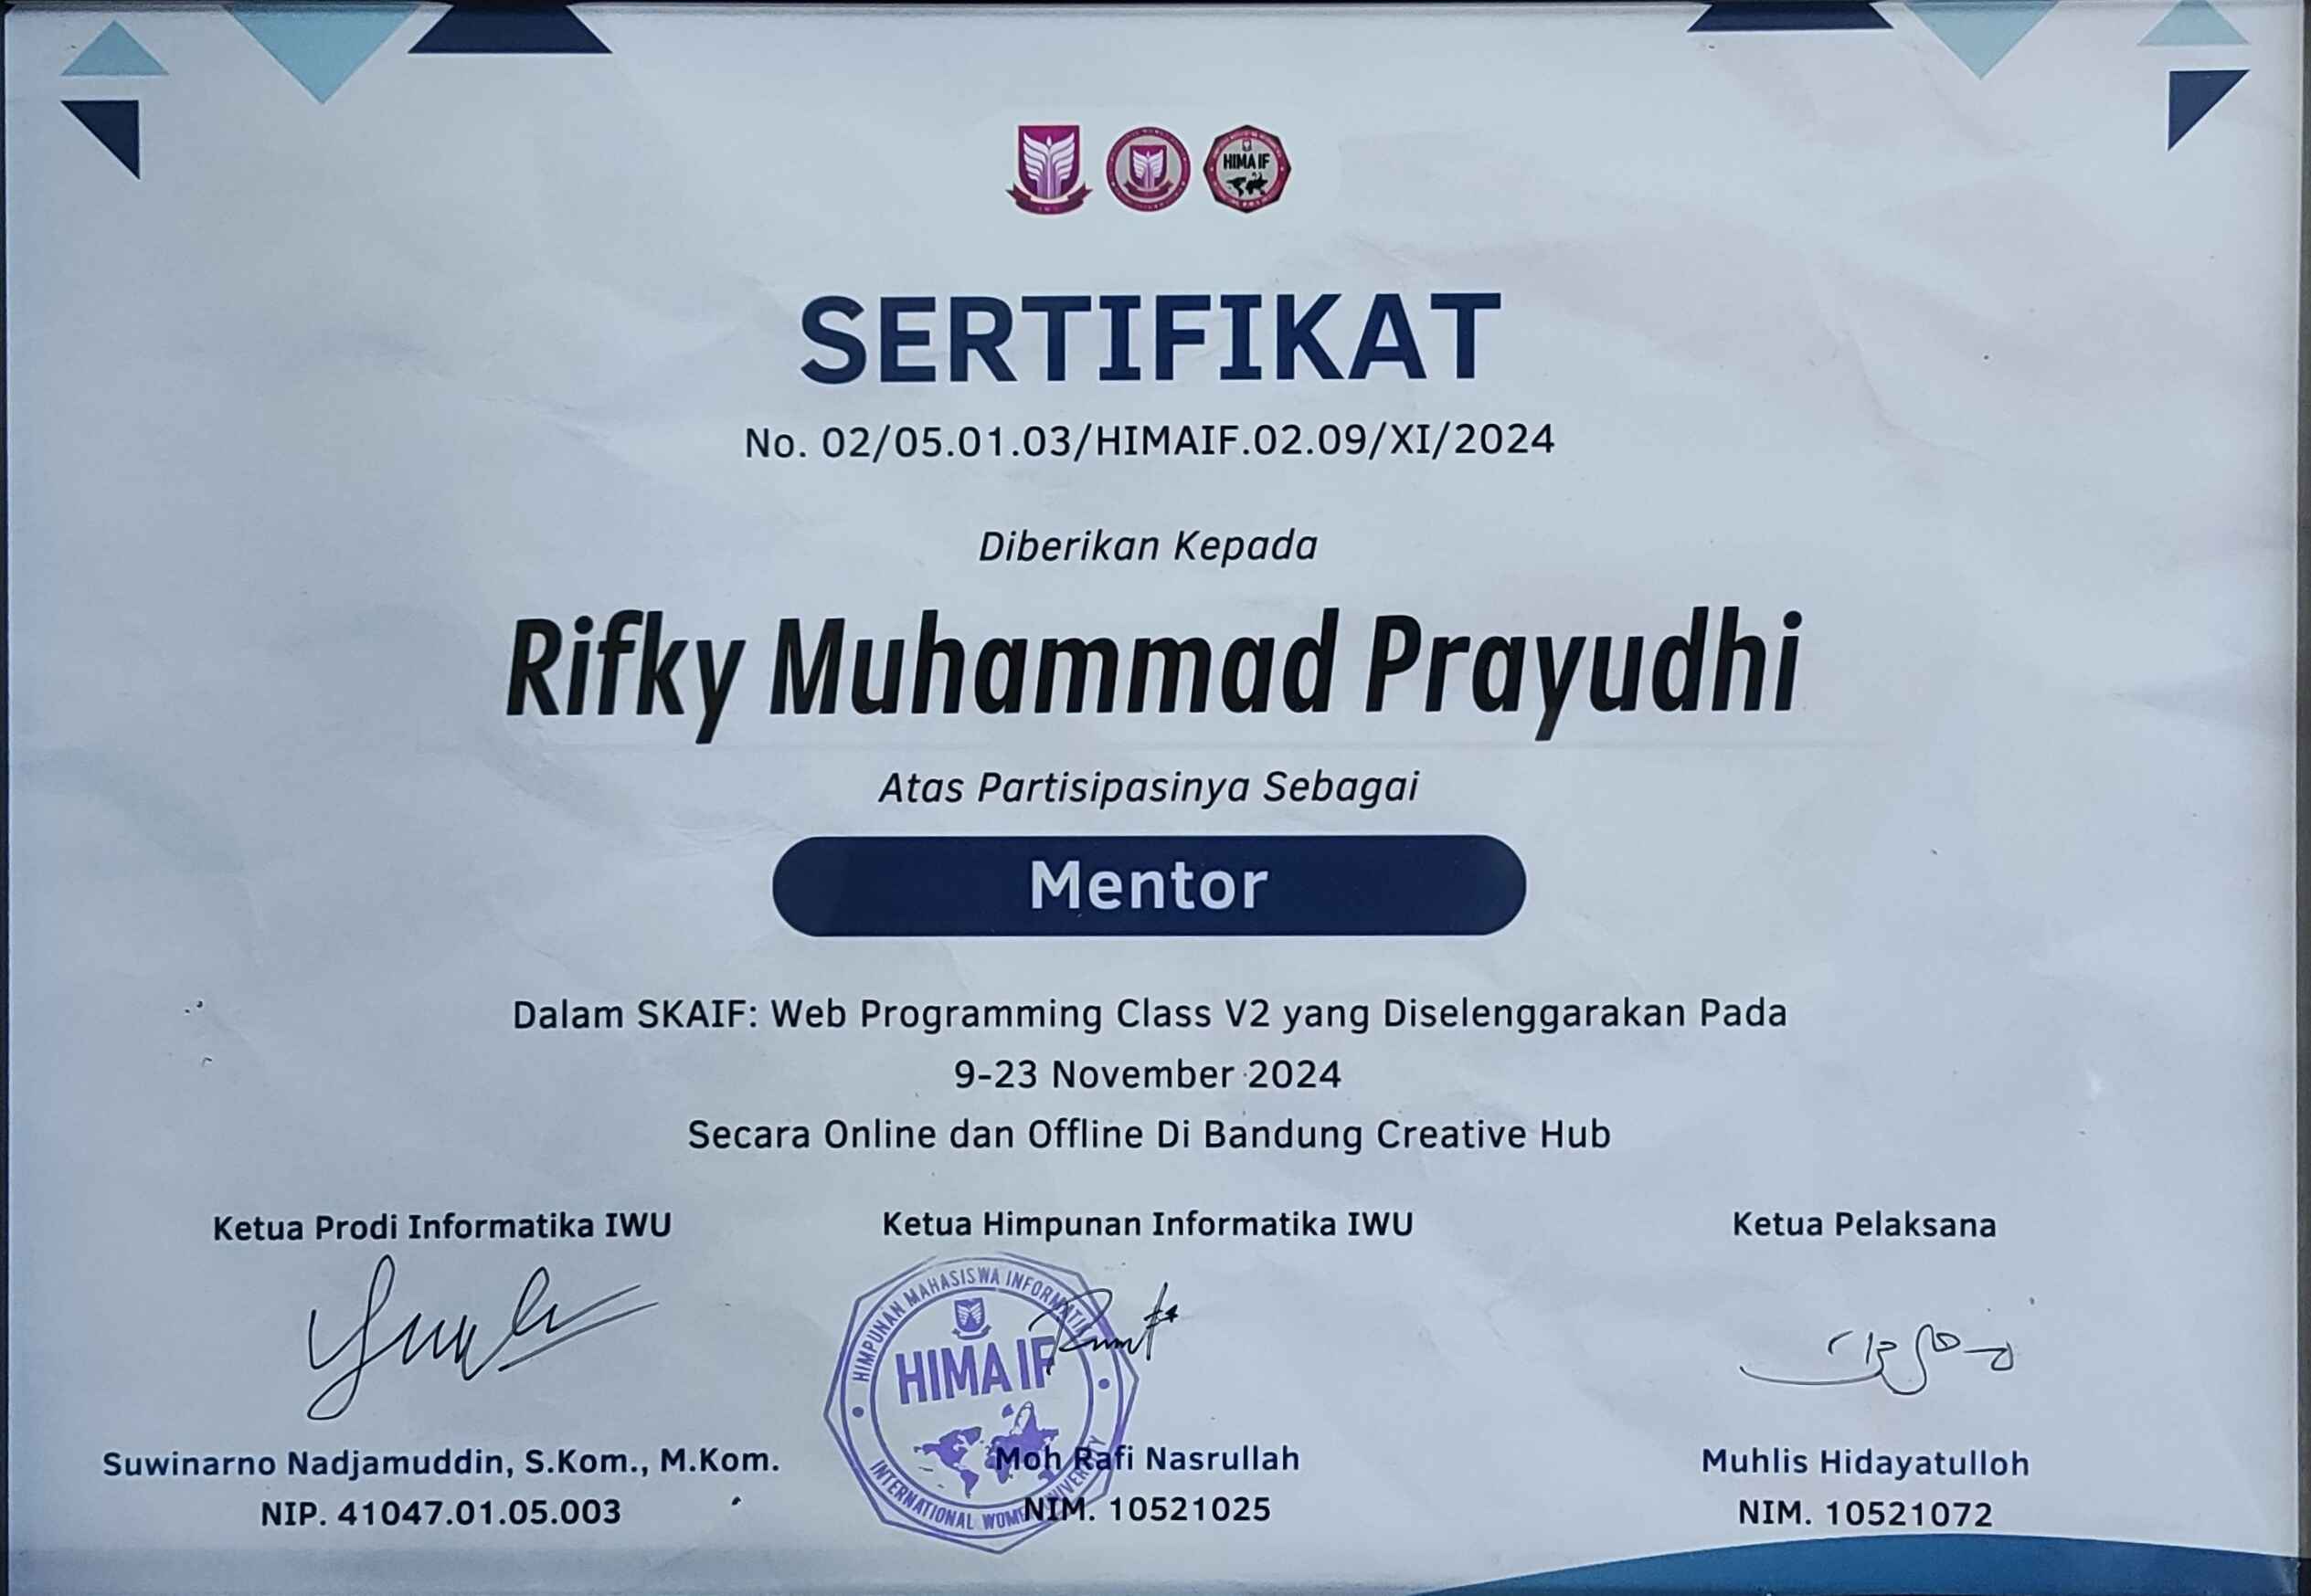 HIMA IF
SERTIFIKAT
No. 02/05.01.03/HIMAIF.02.09/XI/2024
Diberikan Kepada
Rifky Muhammad Prayudhi
Atas Partisipasinya Sebagai
Mentor
Dalam SKAIF: Web Programming Class V2 yang Diselenggarakan Pada
9-23 November 2024
Secara Online dan Offline Di Bandung Creative Hub
Ketua Prodi Informatika IWU
Ketua Himpunan Informatika IWU
Ketua Pelaksana
HIMPUNAN MAHASISWA INFORMATIKA
HIMA IF
INTERNATIONAL WOMEN UNIVERSITY
Suwinarno Nadjamuddin, S.Kom., M.Kom.
NIP. 41047.01.05.003
Moh Rafi Nasrullah
NIM. 10521025
Muhlis Hidayatulloh
NIM. 10521072